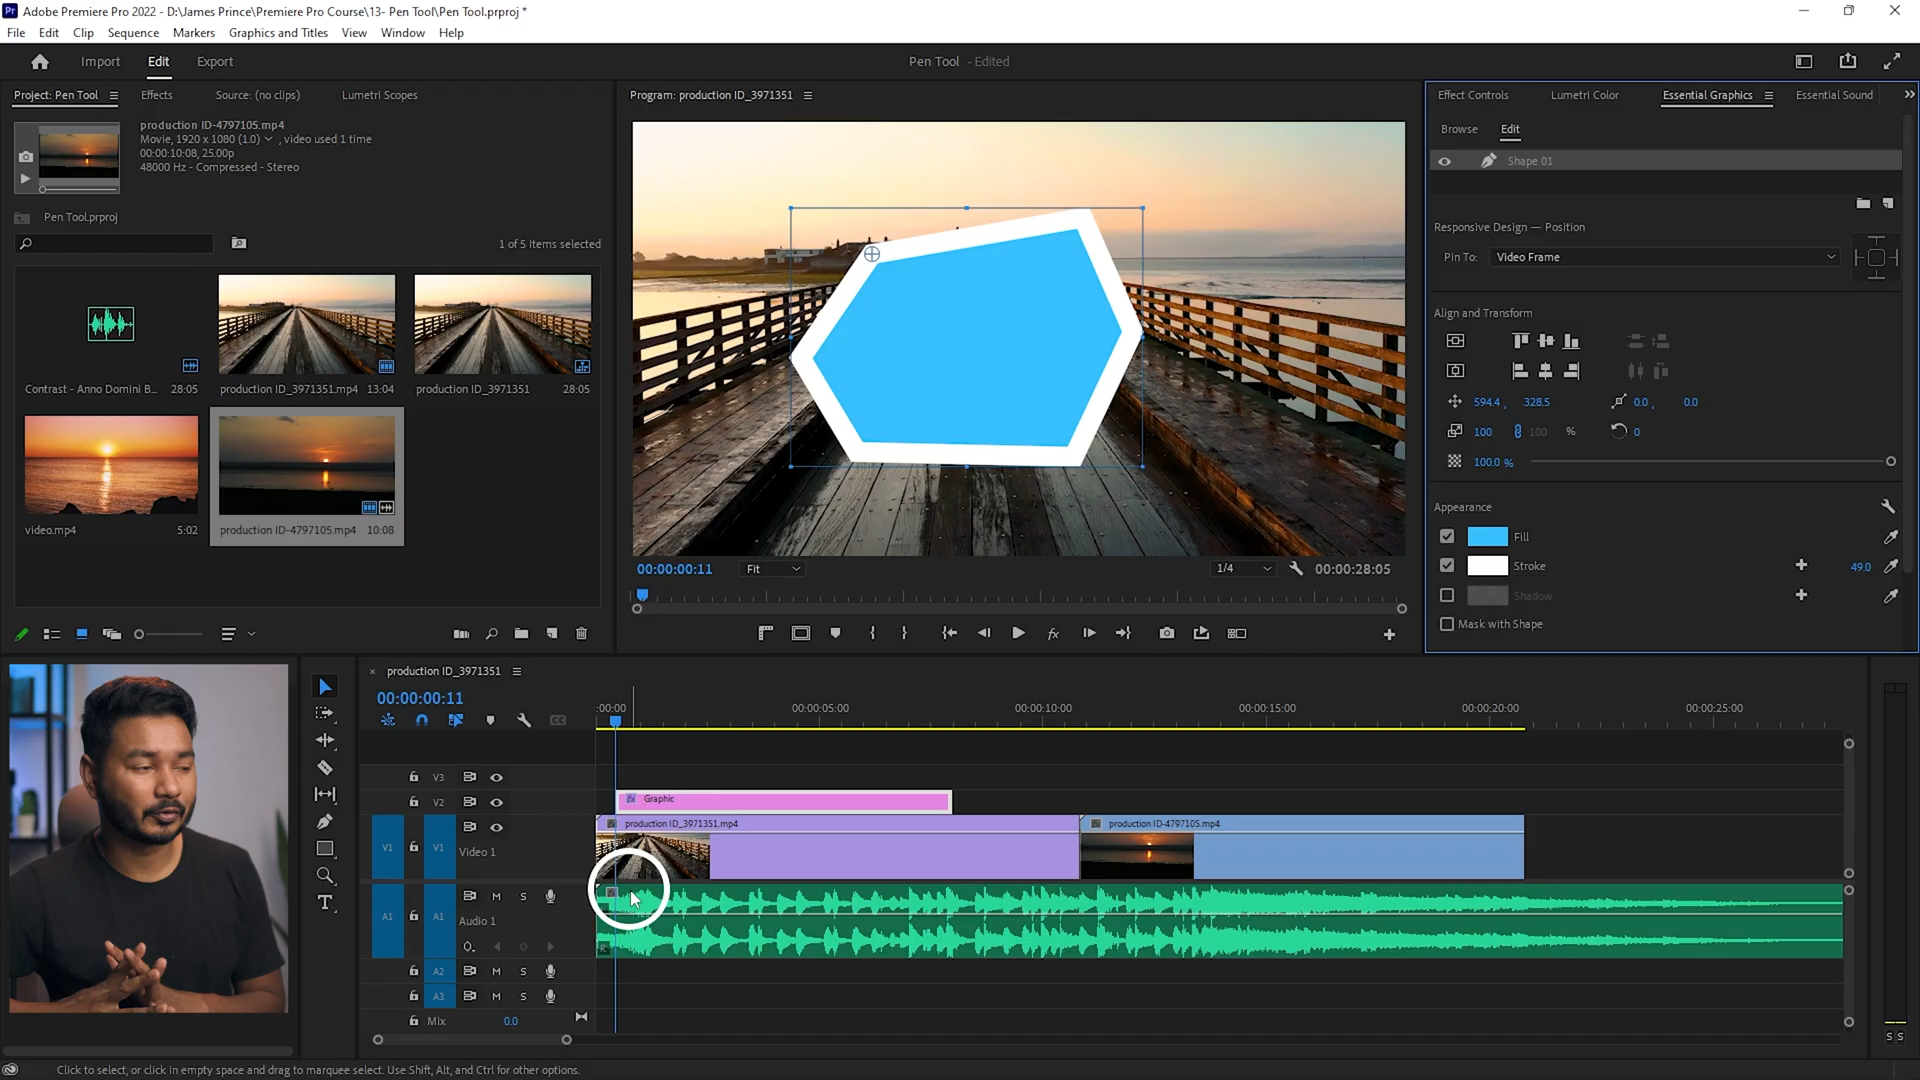 Adobe Premiere Pro 2022 - D:\James Prince\Premiere Pro Course\13- Pen Tool\Pen Tool.prproj *
File Edit Clip Sequence Markers Graphics and Titles View Window Help
Import Edit Export
Pen Tool - Edited
Project: Pen Tool Effects Source: (no clips) Lumetri Scopes
production ID-4797105.mp4
Movie, 1920 x 1080 (1.0) , video used 1 time
00:00:10:08, 25.00p
48000 Hz - Compressed - Stereo
Pen Tool.prproj
1 of 5 items selected
Contrast - Anno Domini B... 28:05
production ID_3971351.mp4 13:04
production ID_3971351 28:05
video.mp4 5:02
production ID-4797105.mp4 10:08
Program: production ID_3971351
00:00:00:11 Fit 1/4 00:00:28:05
Effect Controls Lumetri Color Essential Graphics Essential Sound
Browse Edit
Shape 01
Responsive Design — Position
Pin To: Video Frame
Align and Transform
594.4 , 328.5 0.0 , 0.0
100 100 % 0
100.0 %
Appearance
Fill
Stroke 49.0
Shadow
Mask with Shape
production ID_3971351
00:00:00:11
:00:00 00:00:05:00 00:00:10:00 00:00:15:00 00:00:20:00 00:00:25:00
V3
V2 Graphic
V1 V1 Video 1
production ID_3971351.mp4
production ID-4797105.mp4
A1 A1 M S
Audio 1
R
A2 M S
A3 M S
Mix 0.0
S S
Click to select, or click in empty space and drag to marquee select. Use Shift, Alt, and Ctrl for other options.